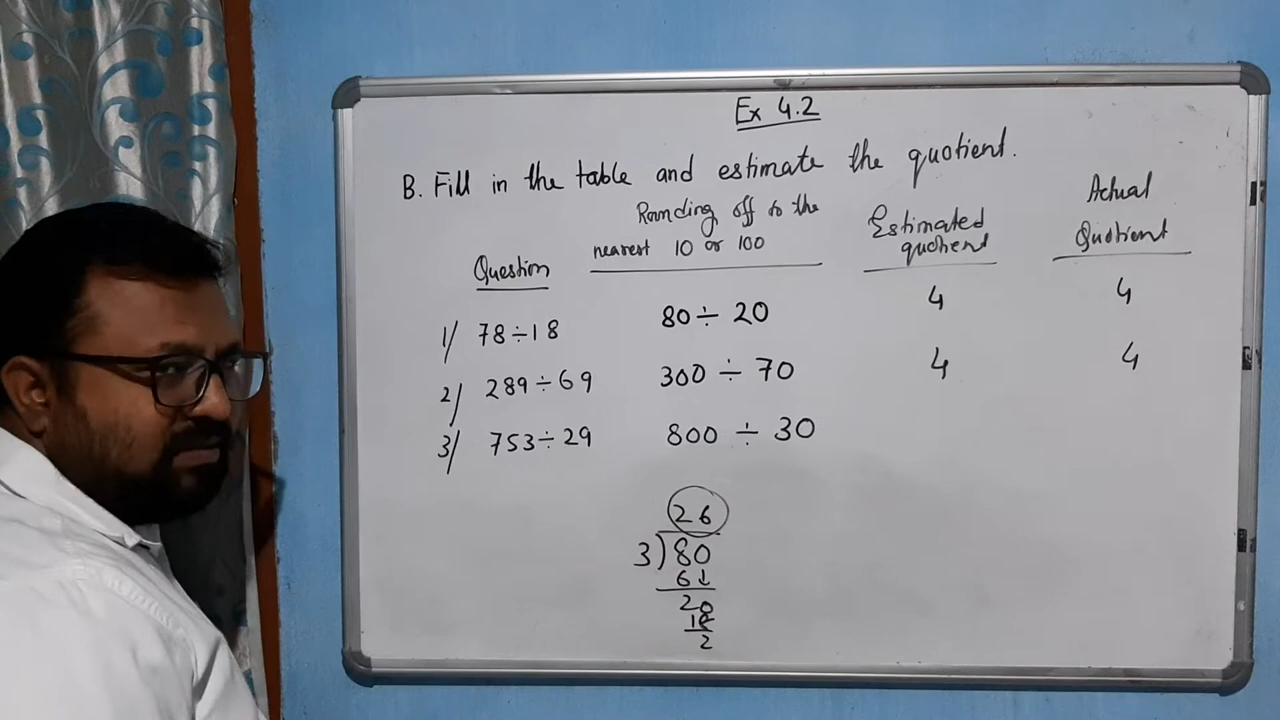 Ex 4.2
B. Fill in the table and estimate the quotient.
Question
Rounding off to the
nearest 10 or 100
Estimated
quotient
Actual
Quotient
1/ 78÷18 80÷20 4 4
2/ 289÷69 300÷70 4 4
3/ 753÷29 800÷30
26
3)80
6↓
20
18
2